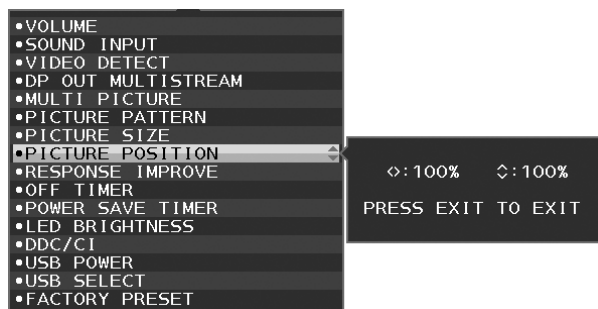 •VOLUME
•SOUND INPUT
•VIDEO DETECT
•DP OUT MULTISTREAM
•MULTI PICTURE
•PICTURE PATTERN
•PICTURE SIZE
•PICTURE POSITION
•RESPONSE IMPROVE
•OFF TIMER
•POWER SAVE TIMER
•LED BRIGHTNESS
•DDC/CI
•USB POWER
•USB SELECT
•FACTORY PRESET
<>:100% :100%
PRESS EXIT TO EXIT